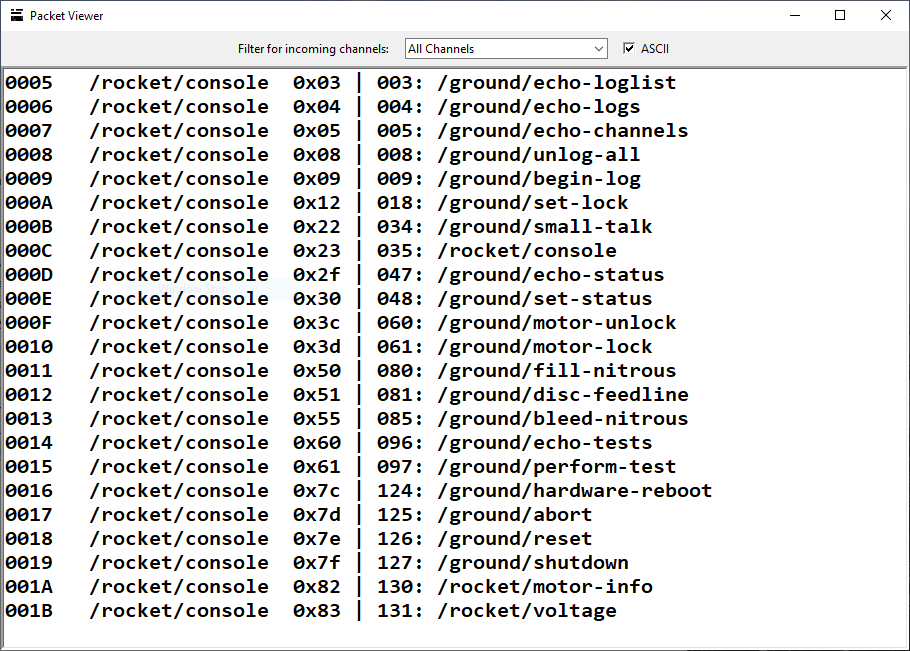 Packet Viewer
Filter for incoming channels: All Channels ASCII
0005 /rocket/console 0x03 | 003: /ground/echo-loglist
0006 /rocket/console 0x04 | 004: /ground/echo-logs
0007 /rocket/console 0x05 | 005: /ground/echo-channels
0008 /rocket/console 0x08 | 008: /ground/unlog-all
0009 /rocket/console 0x09 | 009: /ground/begin-log
000A /rocket/console 0x12 | 018: /ground/set-lock
000B /rocket/console 0x22 | 034: /ground/small-talk
000C /rocket/console 0x23 | 035: /rocket/console
000D /rocket/console 0x2f | 047: /ground/echo-status
Window Snip
000E /rocket/console 0x30 | 048: /ground/set-status
000F /rocket/console 0x3c | 060: /ground/motor-unlock
0010 /rocket/console 0x3d | 061: /ground/motor-lock
0011 /rocket/console 0x50 | 080: /ground/fill-nitrous
0012 /rocket/console 0x51 | 081: /ground/disc-feedline
0013 /rocket/console 0x55 | 085: /ground/bleed-nitrous
0014 /rocket/console 0x60 | 096: /ground/echo-tests
0015 /rocket/console 0x61 | 097: /ground/perform-test
0016 /rocket/console 0x7c | 124: /ground/hardware-reboot
0017 /rocket/console 0x7d | 125: /ground/abort
0018 /rocket/console 0x7e | 126: /ground/reset
0019 /rocket/console 0x7f | 127: /ground/shutdown
001A /rocket/console 0x82 | 130: /rocket/motor-info
001B /rocket/console 0x83 | 131: /rocket/voltage